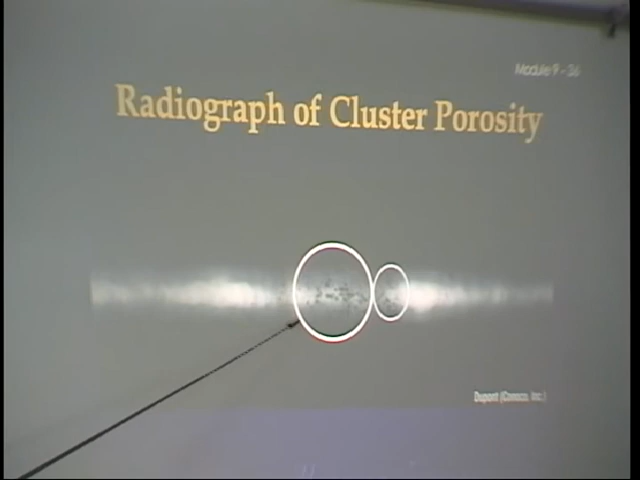 Module 9 - 36
Radiograph of Cluster Porosity
Dupont (Conoco, Inc.)